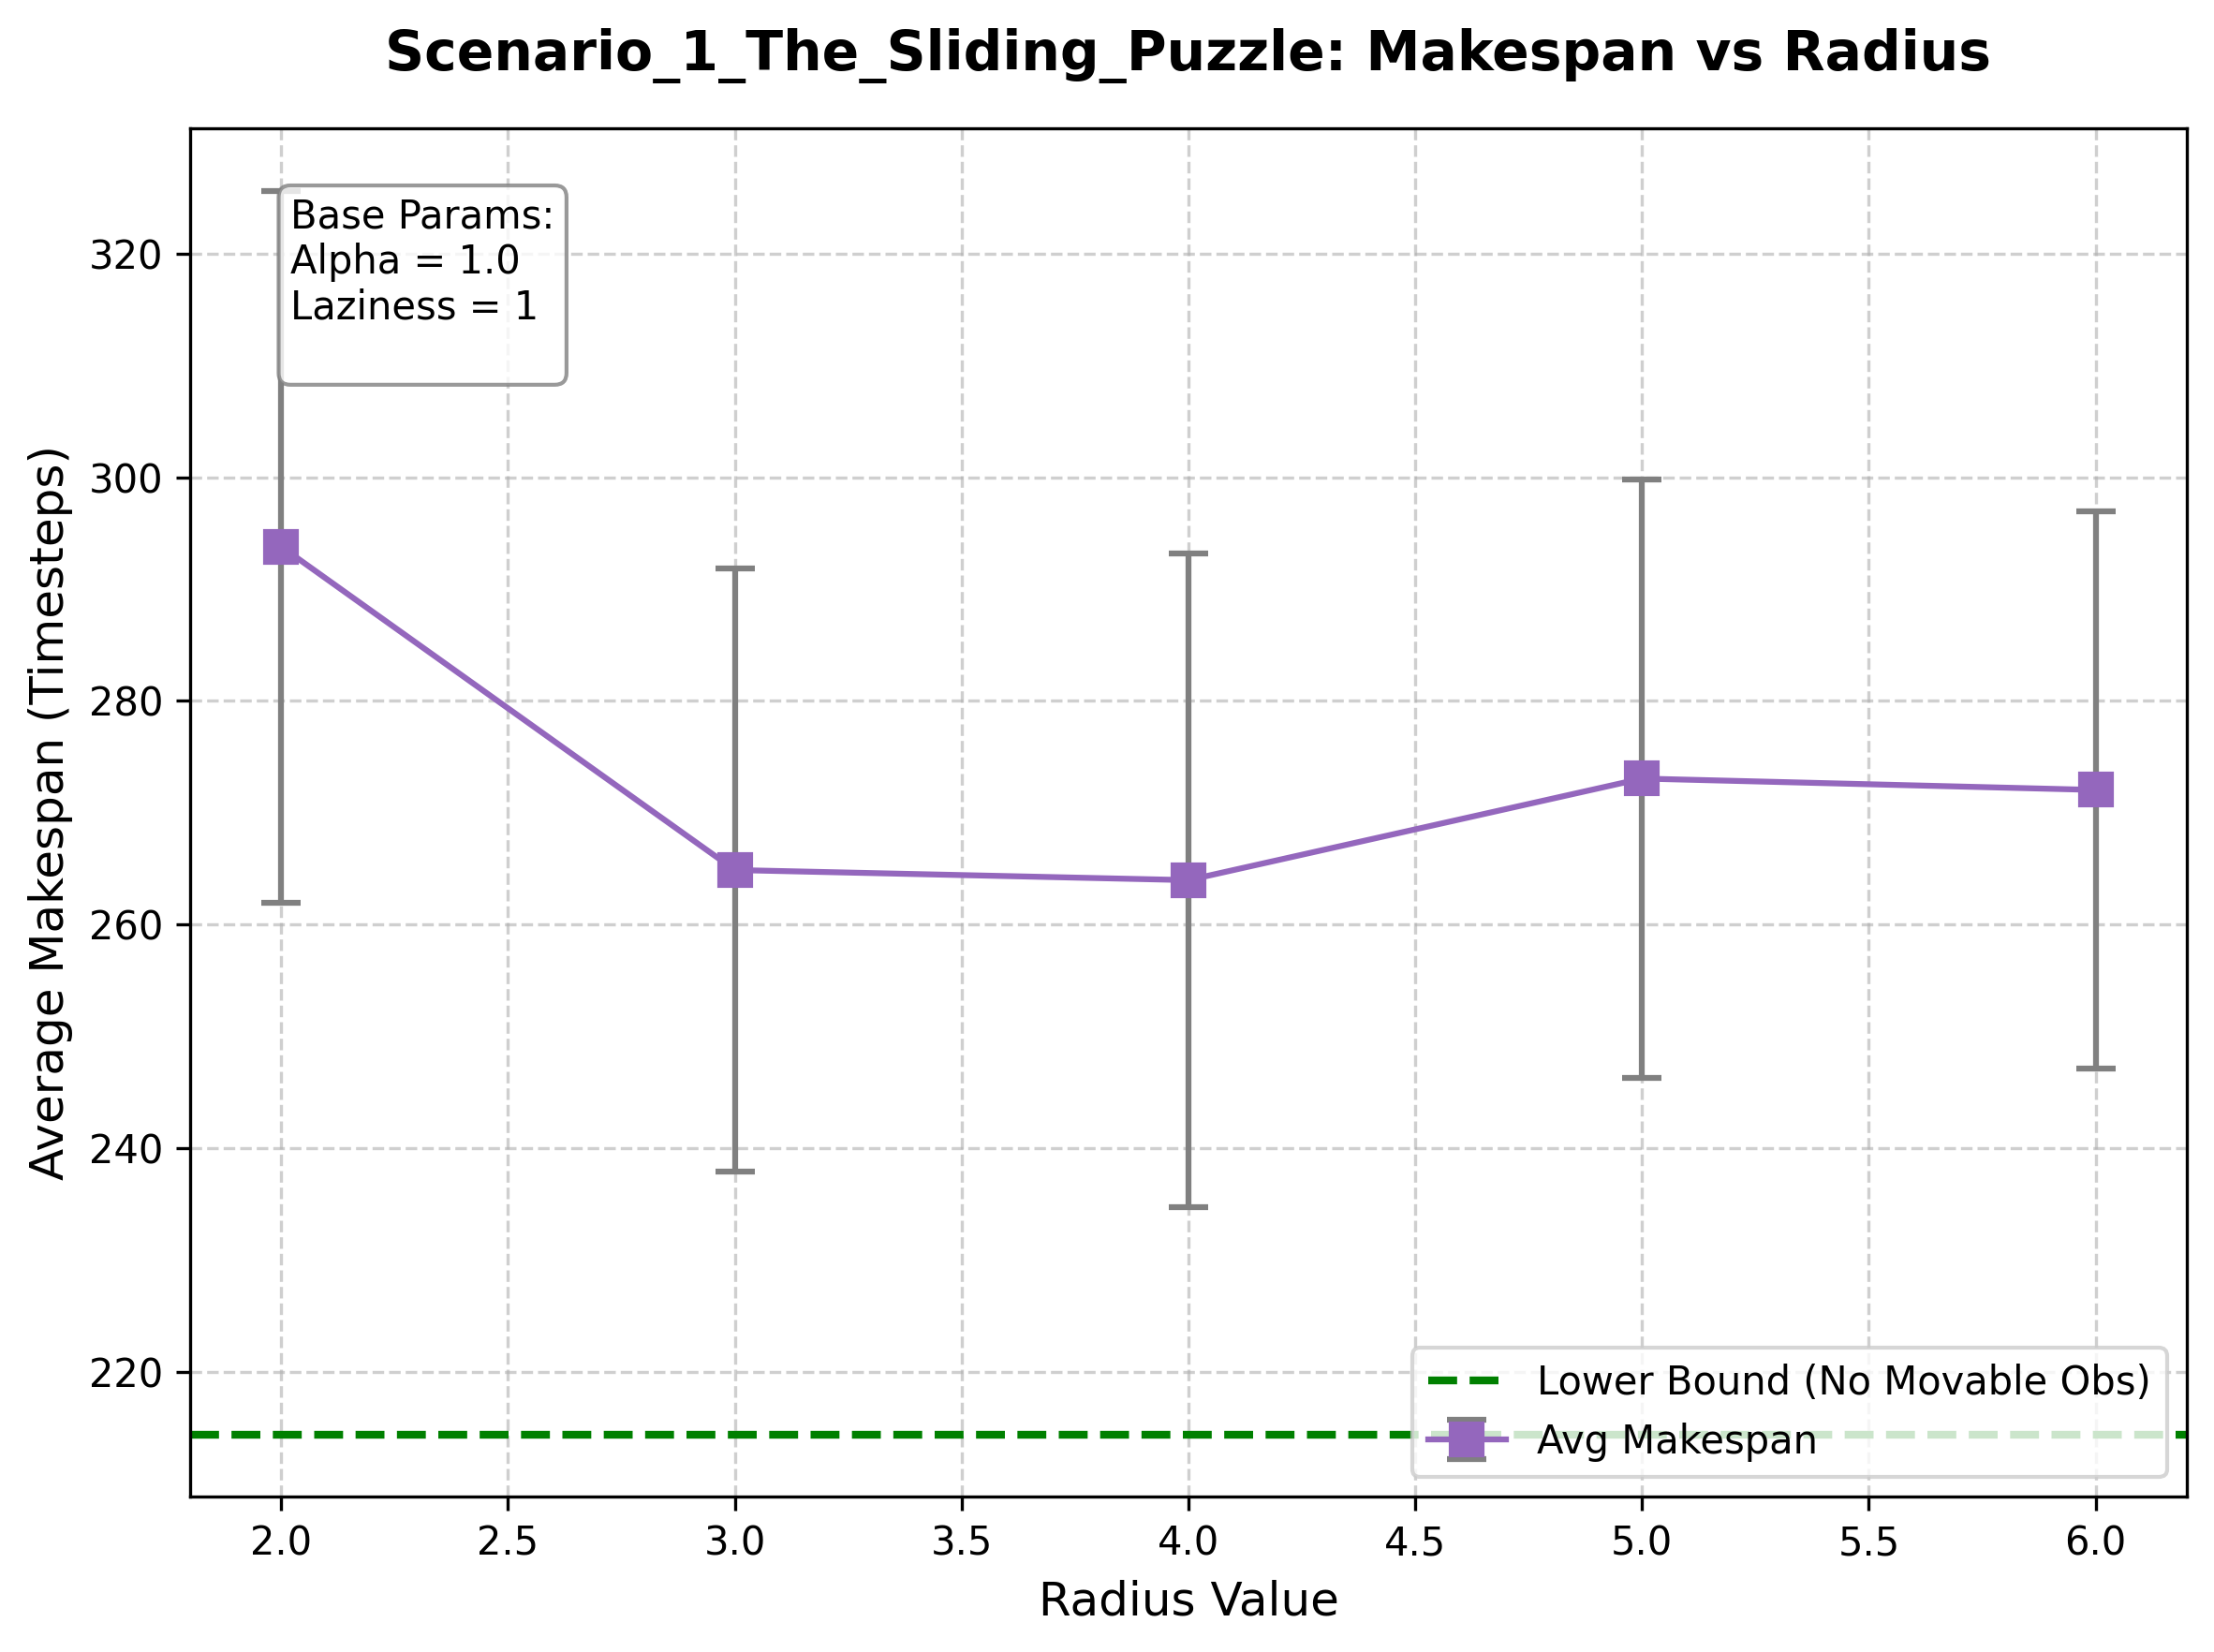 Scenario_1_The_Sliding_Puzzle: Makespan vs Radius
Base Params:
Alpha = 1.0
Laziness = 1
320
300
280
260
240
220
Average Makespan (Timesteps)
Lower Bound (No Movable Obs)
Avg Makespan
2.0 2.5 3.0 3.5 4.0 4.5 5.0 5.5 6.0
Radius Value